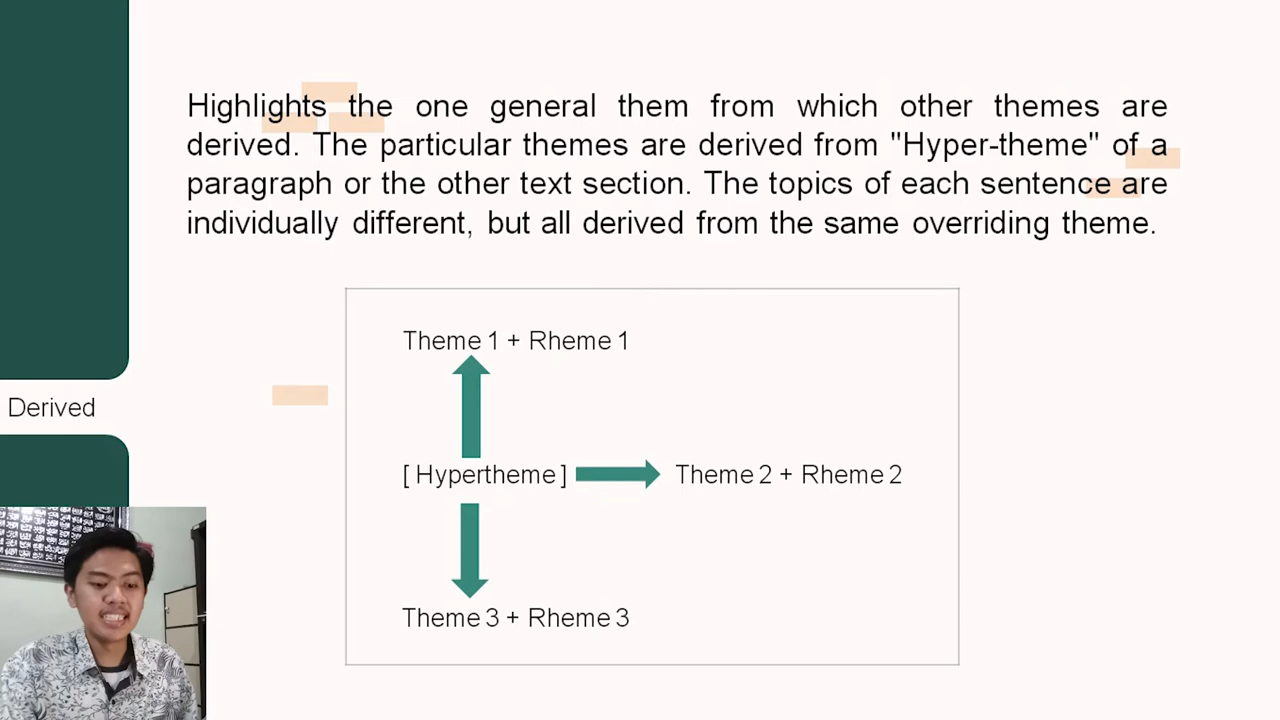 Highlights the one general them from which other themes are
derived. The particular themes are derived from "Hyper-theme" of a
paragraph or the other text section. The topics of each sentence are
individually different, but all derived from the same overriding theme.
Theme 1 + Rheme 1
Derived
[ Hypertheme ]
Theme 2 + Rheme 2
Theme 3 + Rheme 3